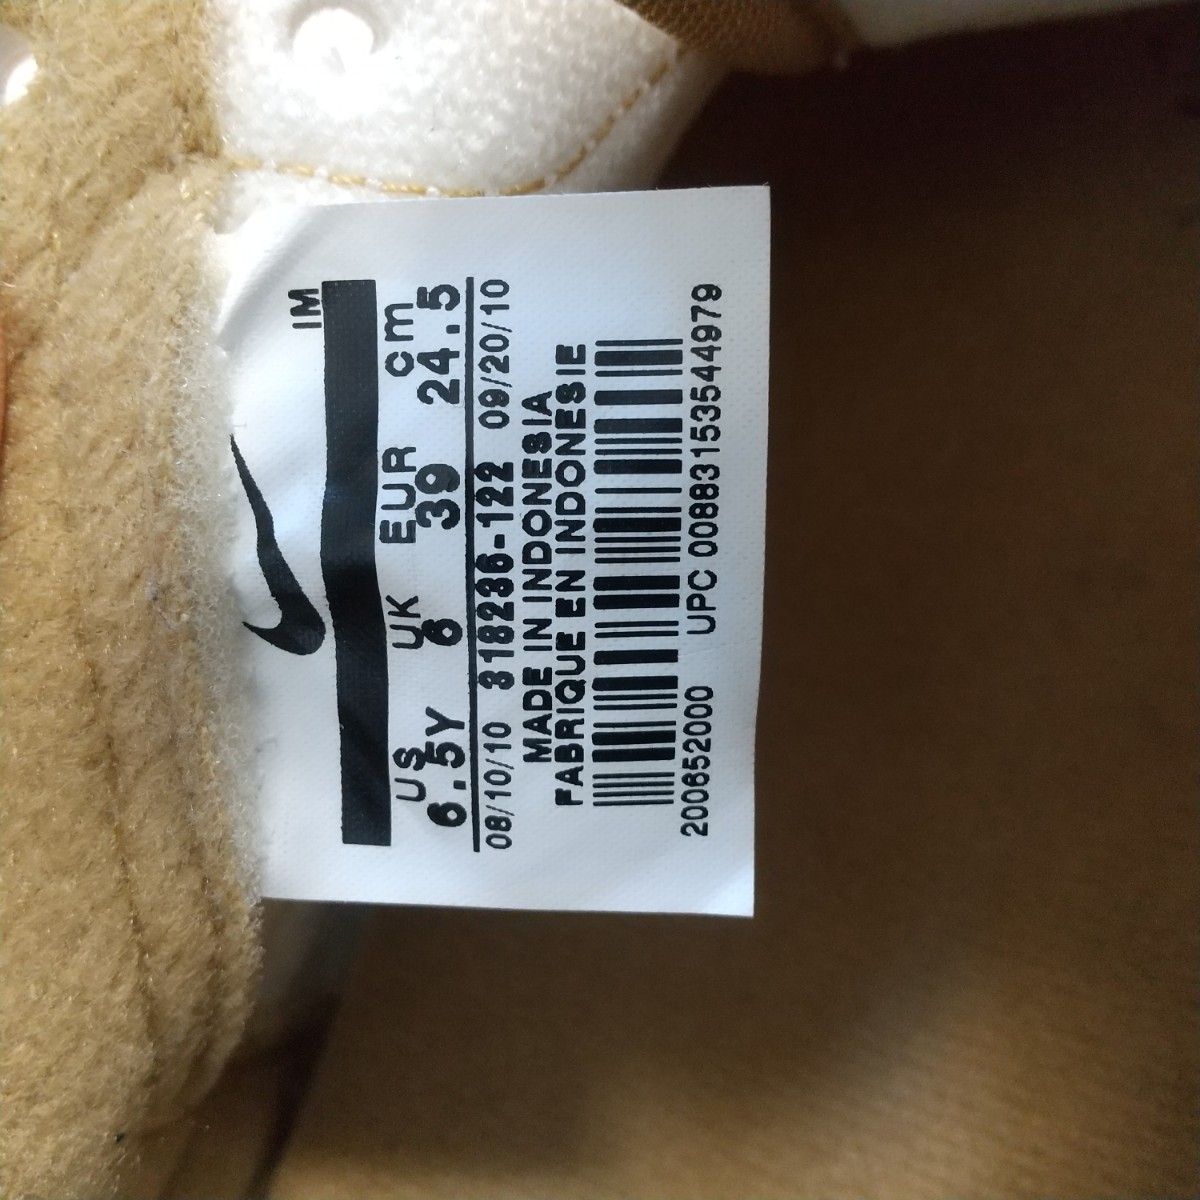 IM
US UK EUR cm
6.5Y 6 39 24.5
08/10/10 318236-122 09/20/10
MADE IN INDONESIA
FABRIQUE EN INDONESIE
200652000 UPC 00883153544979